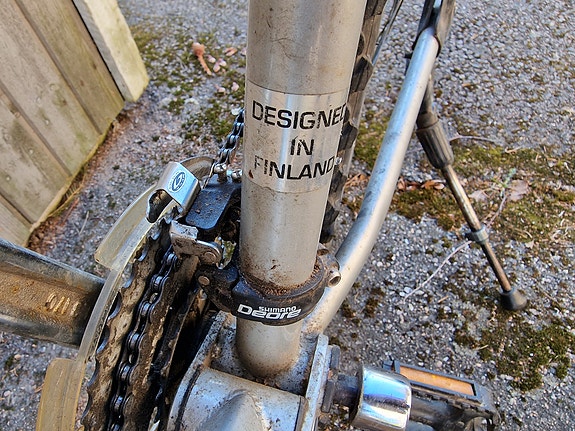 DESIGNED
IN
FINLAND
SHIMANO
Deore